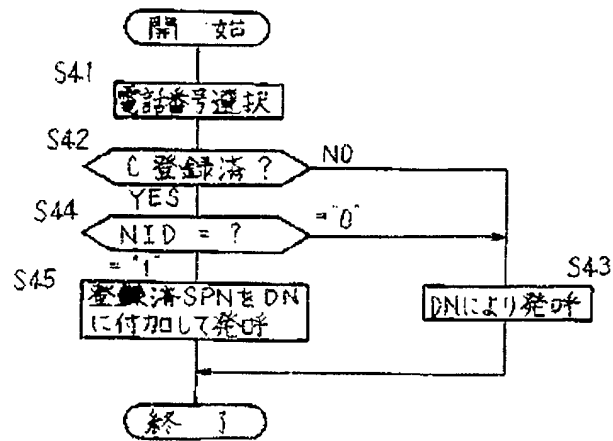 開始
S41
電話番号選択
S42
C登録済?
NO
YES
S44
NID=?
="0"
="1"
S45
登録済SPNをDN
に付加して発呼
S43
DNにより発呼
終了